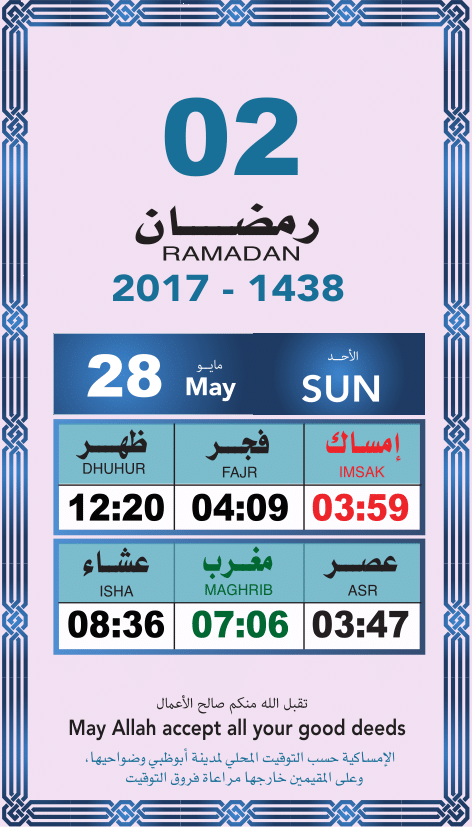 02
رمضان
RAMADAN
2017 - 1438
28 مايو May الأحد SUN
ظهر فجر إمساك
DHUHUR FAJR IMSAK
12:20 04:09 03:59
عشاء مغرب عصر
ISHA MAGHRIB ASR
08:36 07:06 03:47
تقبل الله منكم صالح الأعمال
May Allah accept all your good deeds
الإمساكية حسب التوقيت المحلي لمدينة أبوظبي وضواحيها،
وعلى المقيمين خارجها مراعاة فروق التوقيت